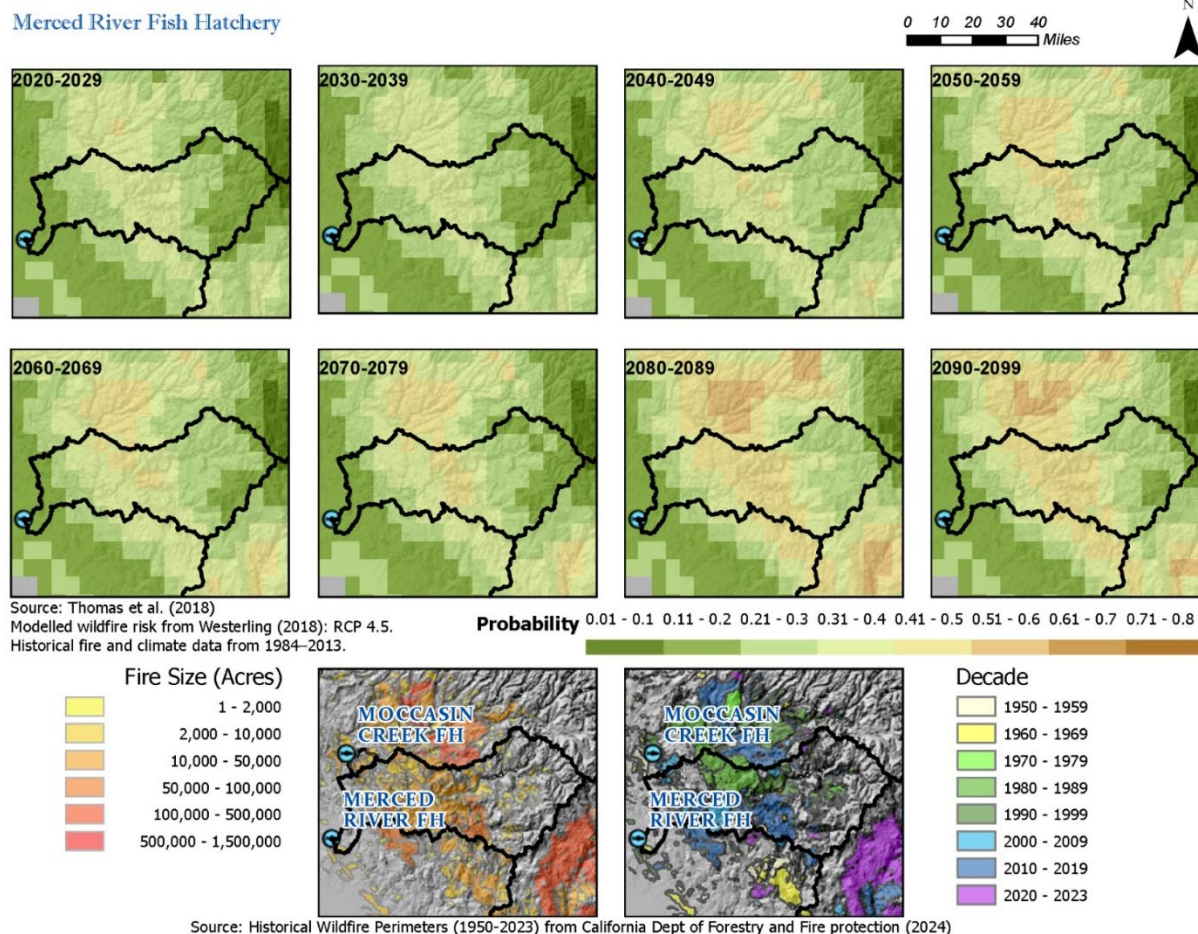 Merced River Fish Hatchery
0 10 20 30 40
Miles
N
2020-2029
2030-2039
2040-2049
2050-2059
2060-2069
2070-2079
2080-2089
2090-2099
Source: Thomas et al. (2018)
Modelled wildfire risk from Westerling (2018): RCP 4.5.
Historical fire and climate data from 1984–2013.
Probability 0.01 - 0.1 0.11 - 0.2 0.21 - 0.3 0.31 - 0.4 0.41 - 0.5 0.51 - 0.6 0.61 - 0.7 0.71 - 0.8
Fire Size (Acres)
1 - 2,000
2,000 - 10,000
10,000 - 50,000
50,000 - 100,000
100,000 - 500,000
500,000 - 1,500,000
MOCCASIN
CREEK FH
MERCED
RIVER FH
MOCCASIN
CREEK FH
MERCED
RIVER FH
Decade
1950 - 1959
1960 - 1969
1970 - 1979
1980 - 1989
1990 - 1999
2000 - 2009
2010 - 2019
2020 - 2023
Source: Historical Wildfire Perimeters (1950-2023) from California Dept of Forestry and Fire protection (2024)